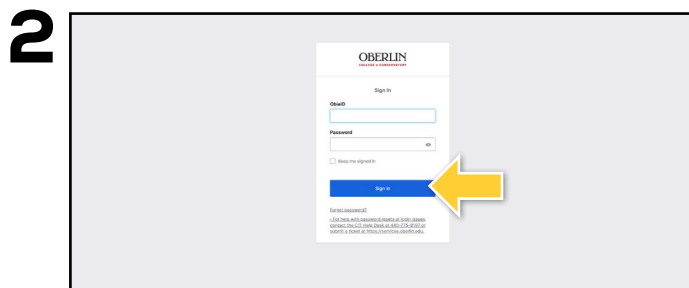 2
OBERLIN
COLLEGE & CONSERVATORY
Sign In
ObieID
Password
Keep me signed in
Sign in
Forgot password?
- For help with password resets or login issues,
contact the CIT Help Desk at 440-775-8197 or
submit a ticket at https://services.oberlin.edu.